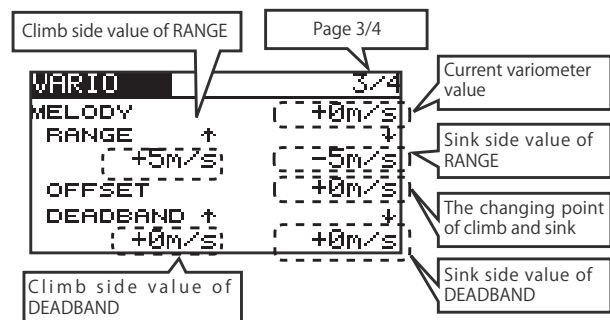 Climb side value of RANGE
Page 3/4
VARIO 3/4
MELODY +0m/s
RANGE ↑ ↓
+5m/s -5m/s
OFFSET +0m/s
DEADBAND ↑ ↓
+0m/s +0m/s
Current variometer
value
Sink side value of
RANGE
The changing point
of climb and sink
Sink side value of
DEADBAND
Climb side value of
DEADBAND